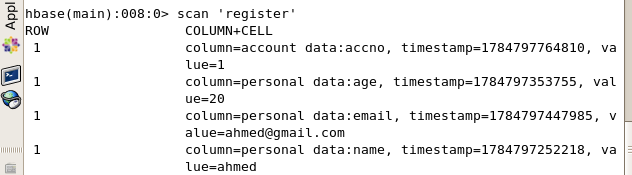 Appl
hbase(main):008:0> scan 'register'
ROW COLUMN+CELL
1 column=account data:accno, timestamp=1784797764810, va
lue=1
1 column=personal data:age, timestamp=1784797353755, val
ue=20
1 column=personal data:email, timestamp=1784797447985, v
alue=ahmed@gmail.com
1 column=personal data:name, timestamp=1784797252218, va
lue=ahmed